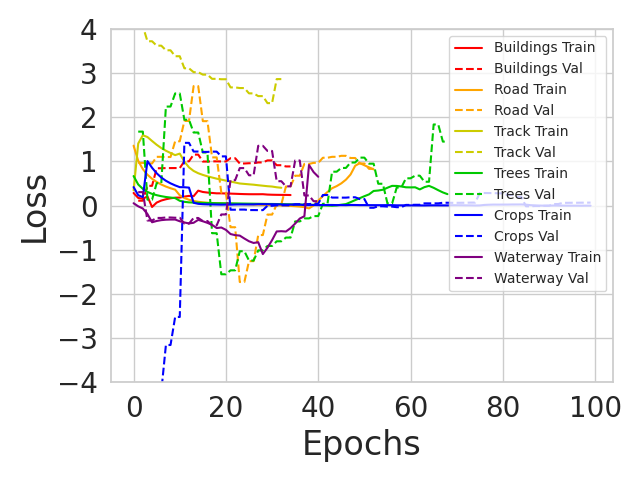 Loss
4
3
2
1
0
−1
−2
−3
−4
0
20
40
60
80
100
Epochs
Buildings Train
Buildings Val
Road Train
Road Val
Track Train
Track Val
Trees Train
Trees Val
Crops Train
Crops Val
Waterway Train
Waterway Val